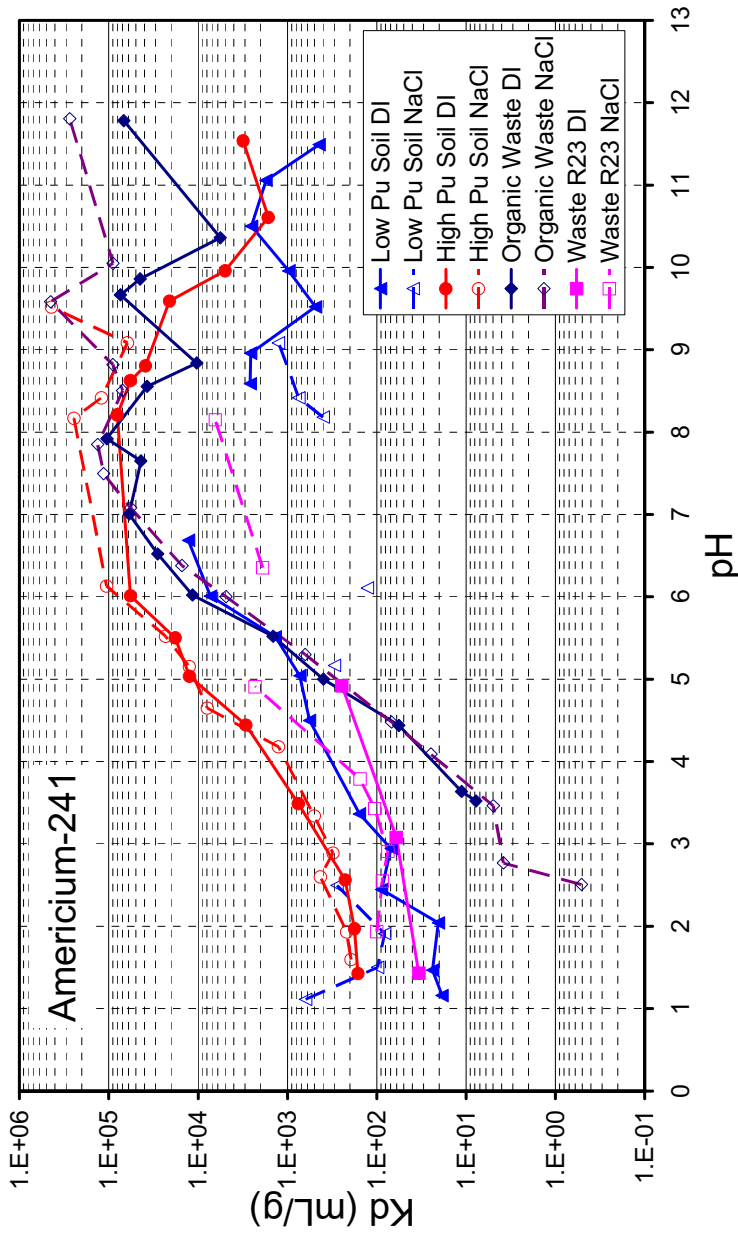 Americium-241
Kd (mL/g)
1.E+06
1.E+05
1.E+04
1.E+03
1.E+02
1.E+01
1.E+00
1.E-01
0 1 2 3 4 5 6 7 8 9 10 11 12 13
pH
Low Pu Soil DI
Low Pu Soil NaCl
High Pu Soil DI
High Pu Soil NaCl
Organic Waste DI
Organic Waste NaCl
Waste R23 DI
Waste R23 NaCl